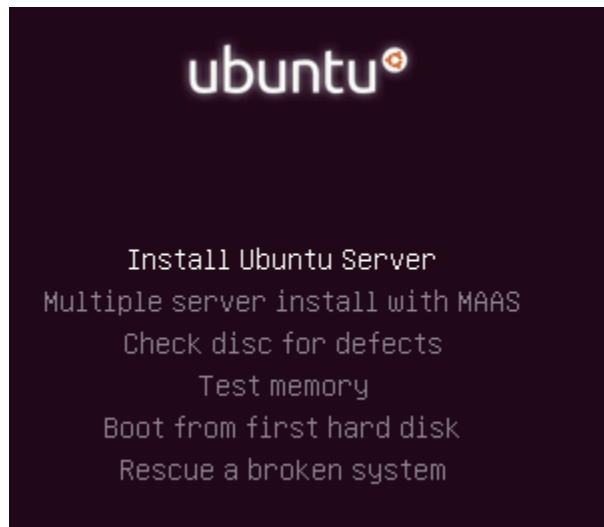 ubuntu
Install Ubuntu Server
Multiple server install with MAAS
Check disc for defects
Test memory
Boot from first hard disk
Rescue a broken system